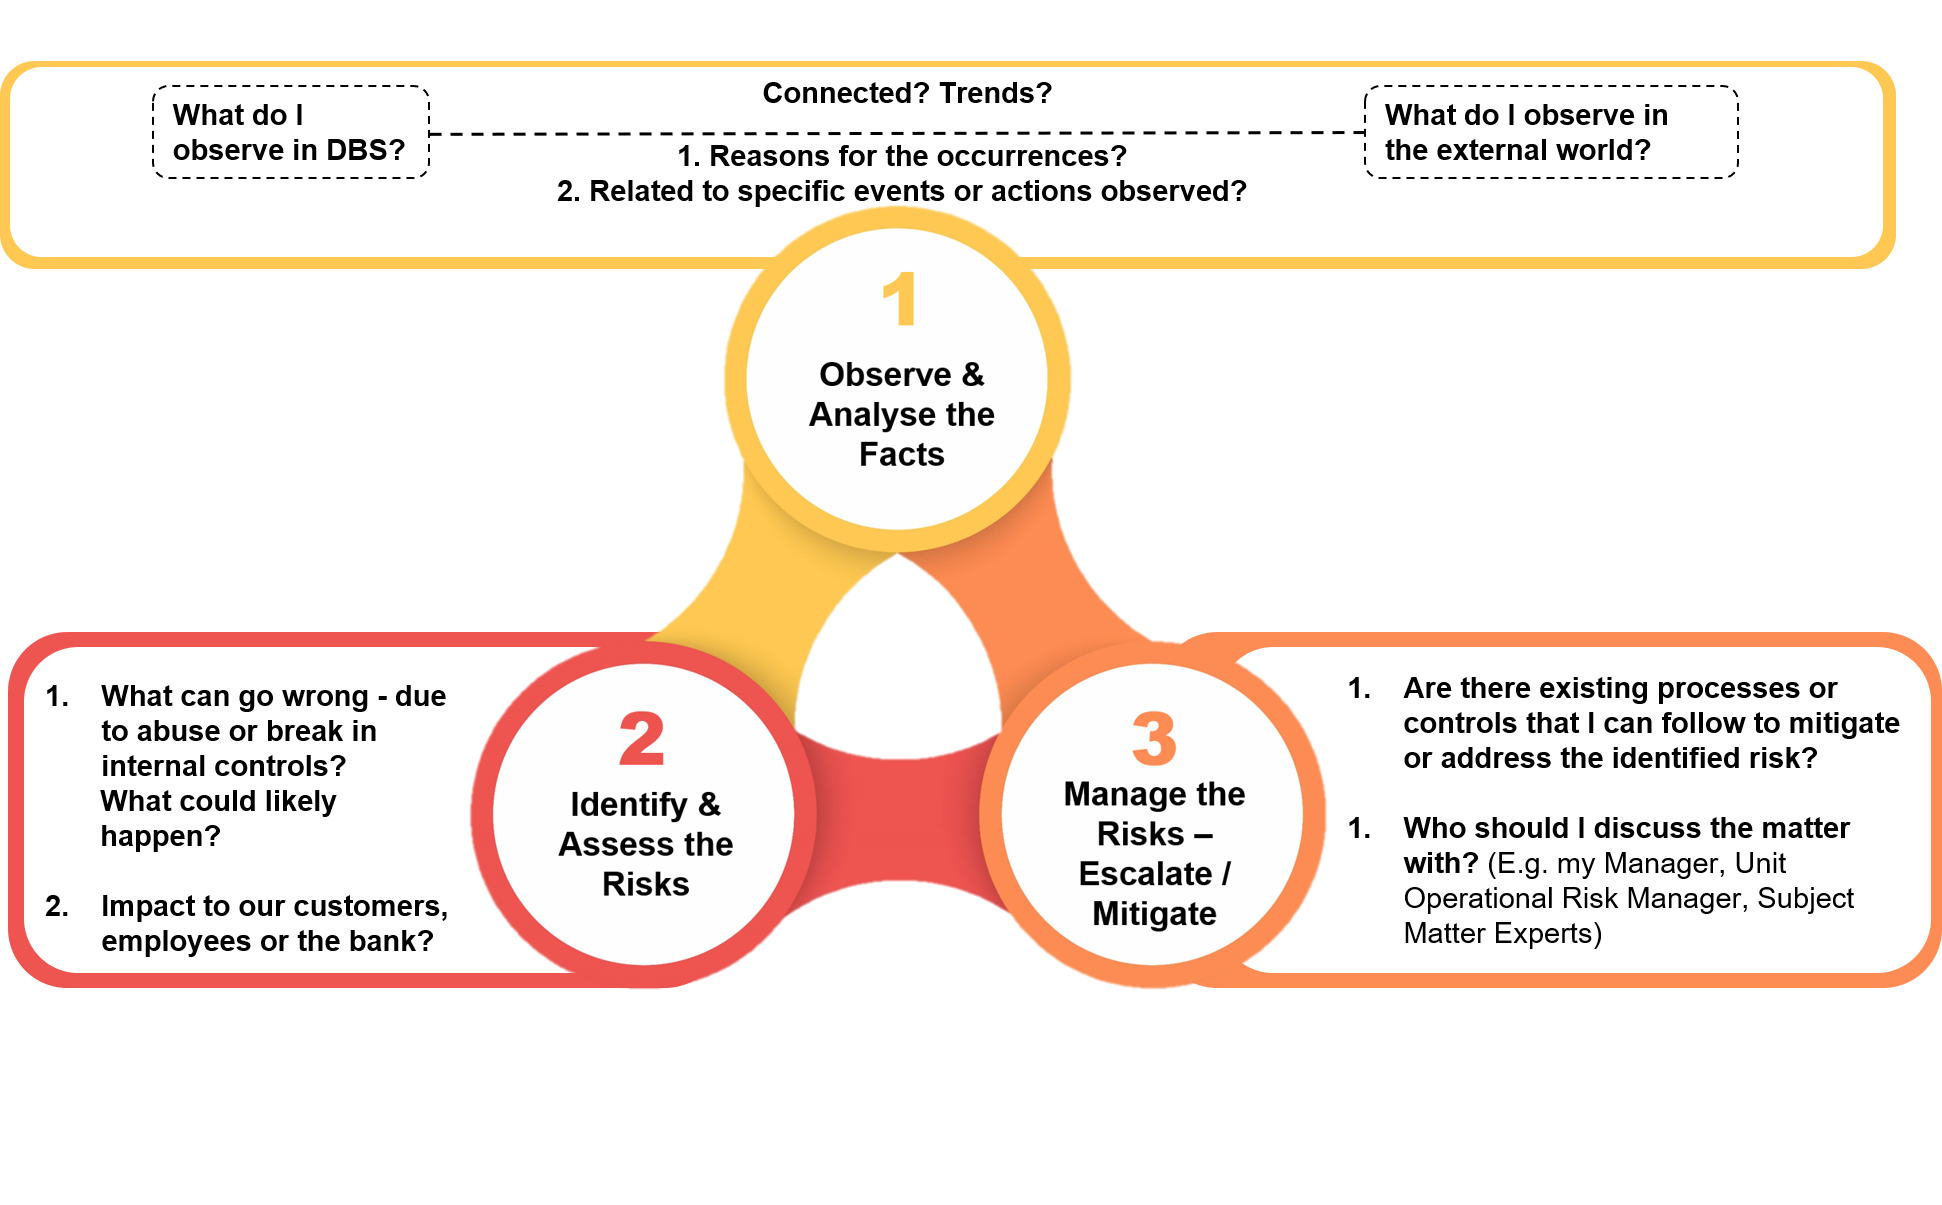 What do I
observe in DBS?
Connected? Trends?
1. Reasons for the occurrences?
2. Related to specific events or actions observed?
What do I observe in
the external world?
1
Observe &
Analyse the
Facts
1. What can go wrong - due
to abuse or break in
internal controls?
What could likely
happen?
2. Impact to our customers,
employees or the bank?
2
Identify &
Assess the
Risks
3
Manage the
Risks –
Escalate /
Mitigate
1. Are there existing processes or
controls that I can follow to mitigate
or address the identified risk?
1. Who should I discuss the matter
with? (E.g. my Manager, Unit
Operational Risk Manager, Subject
Matter Experts)